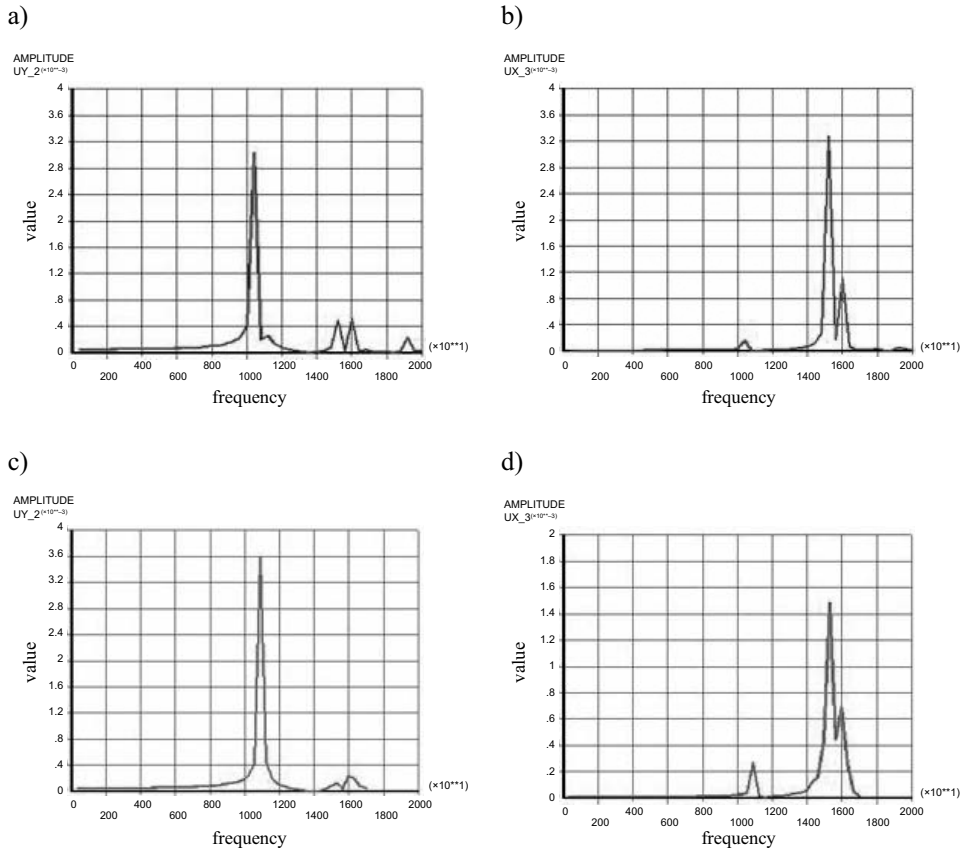 a)
AMPLITUDE
UY_2(×10**–3)
4
3.6
3.2
2.8
2.4
2
1.6
1.2
.8
.4
0
value
200 600 1000 1400 1800
400 800 1200 1600 2000
(×10**1)
frequency
b)
AMPLITUDE
UX_3(×10**–3)
4
3.6
3.2
2.8
2.4
2
1.6
1.2
.8
.4
0
value
200 600 1000 1400 1800
400 800 1200 1600 2000
(×10**1)
frequency
c)
AMPLITUDE
UY_2(×10**–3)
4
3.6
3.2
2.8
2.4
2
1.6
1.2
.8
.4
0
value
200 600 1000 1400 1800
400 800 1200 1600 2000
(×10**1)
frequency
d)
AMPLITUDE
UX_3(×10**–3)
2
1.8
1.6
1.4
1.2
1
.8
.6
.4
.2
0
value
200 600 1000 1400 1800
400 800 1200 1600 2000
(×10**1)
frequency